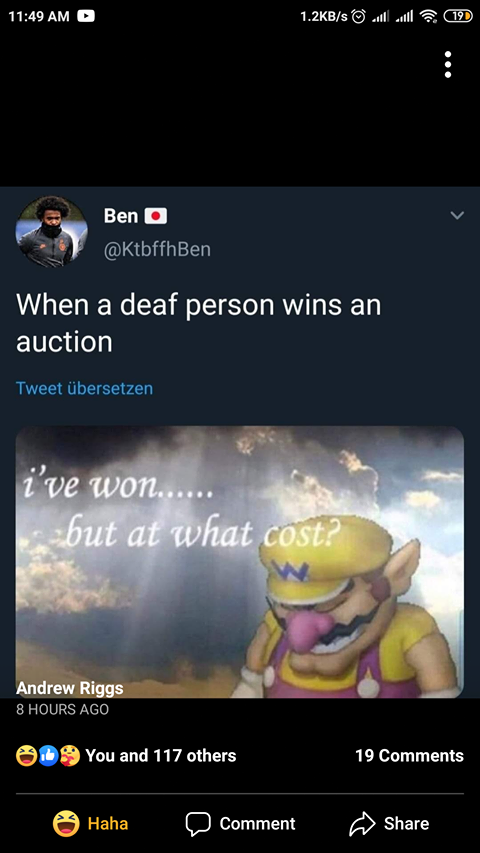 11:49 AM
1.2KB/s
19
Ben
@KtbffhBen
When a deaf person wins an
auction
Tweet übersetzen
i've won......
but at what cost?
W
Andrew Riggs
8 HOURS AGO
You and 117 others
19 Comments
Haha
Comment
Share